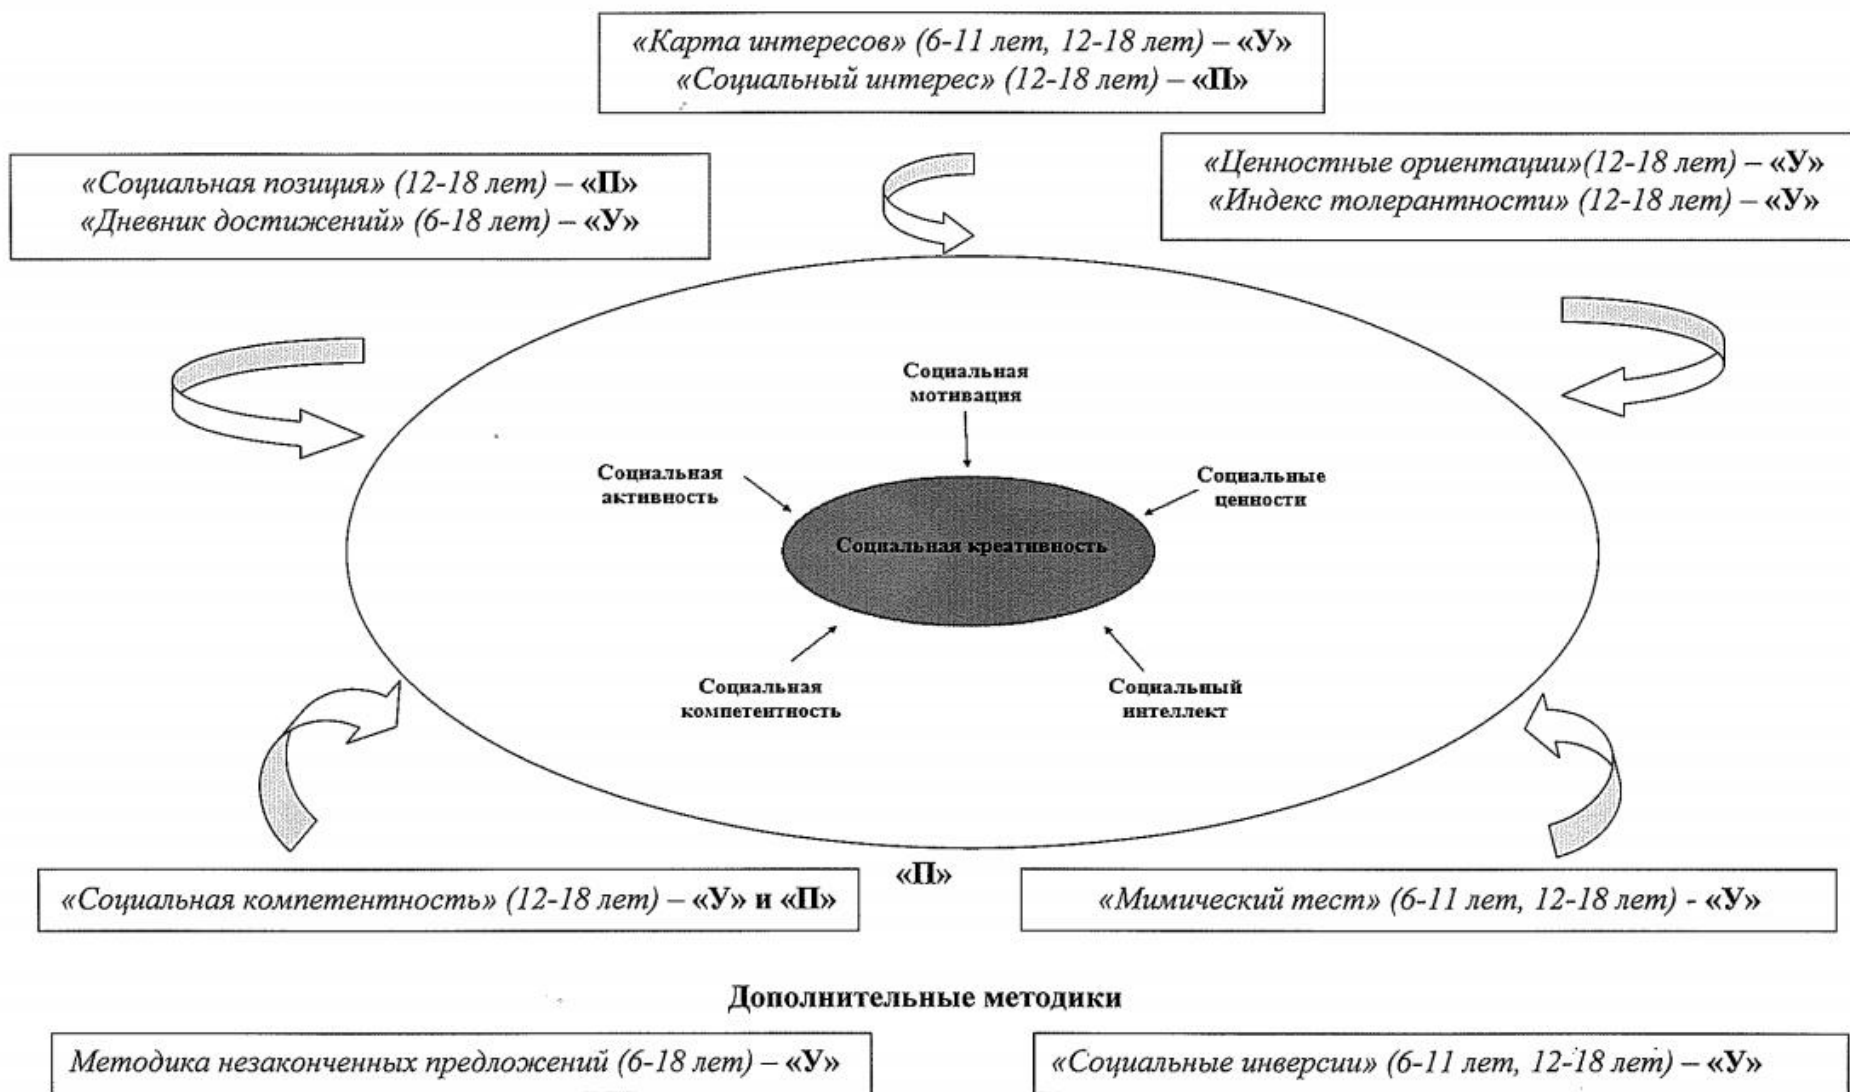 «Карта интересов» (6-11 лет, 12-18 лет) – «У»
«Социальный интерес» (12-18 лет) – «П»
«Социальная позиция» (12-18 лет) – «П»
«Дневник достижений» (6-18 лет) – «У»
«Ценностные ориентации»(12-18 лет) – «У»
«Индекс толерантности» (12-18 лет) – «У»
Социальная
мотивация
Социальная
активность
Социальные
ценности
Социальная креативность
Социальная
компетентность
Социальный
интеллект
«П»
«Социальная компетентность» (12-18 лет) – «У» и «П»
«Мимический тест» (6-11 лет, 12-18 лет) - «У»
Дополнительные методики
Методика незаконченных предложений (6-18 лет) – «У»
«Социальные инверсии» (6-11 лет, 12-18 лет) – «У»